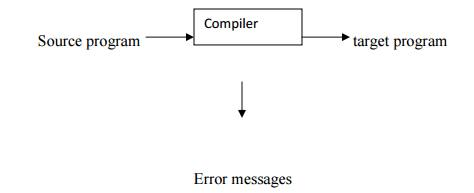 Compiler
Source program
target program
Error messages